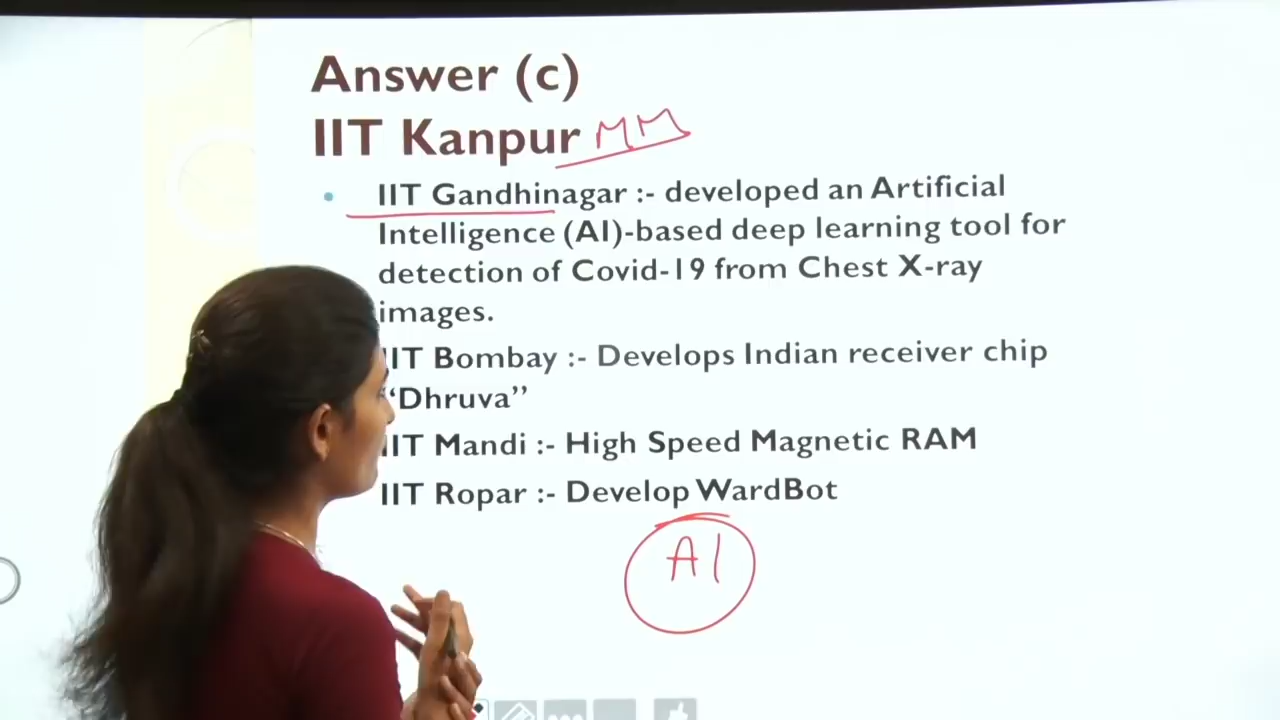 Answer (c)
IIT Kanpur MM
• IIT Gandhinagar :- developed an Artificial
Intelligence (AI)-based deep learning tool for
detection of Covid-19 from Chest X-ray
images.
IIT Bombay :- Develops Indian receiver chip
“Dhruva”
IIT Mandi :- High Speed Magnetic RAM
IIT Ropar :- Develop WardBot
AI